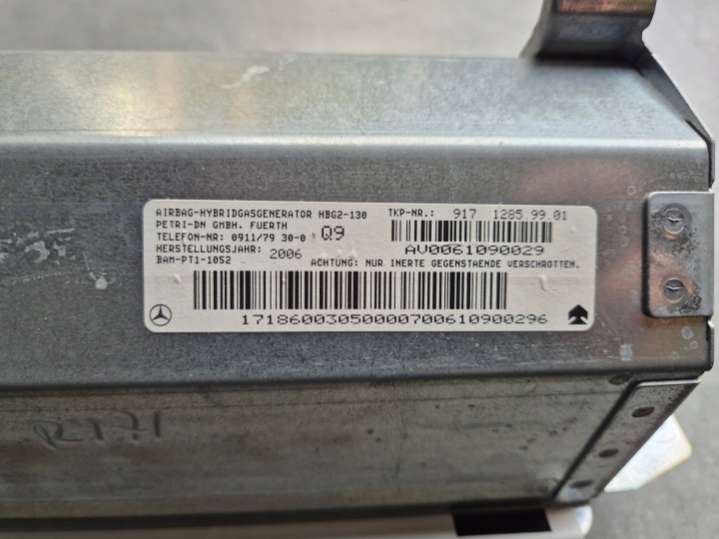 AIRBAG-HYBRIDGASGENERATOR HBG2-130 TKP-NR.: 917 1285 99.01
PETRI-DN GMBH. FUERTH
TELEFON-NR: 0911/79 30-0 Q9
HERSTELLUNGSJAHR: 2006 AV0061090029
BAM-PT1-1052 ACHTUNG: NUR INERTE GEGENSTAENDE VERSCHROTTEN.
17186003050000700610900296